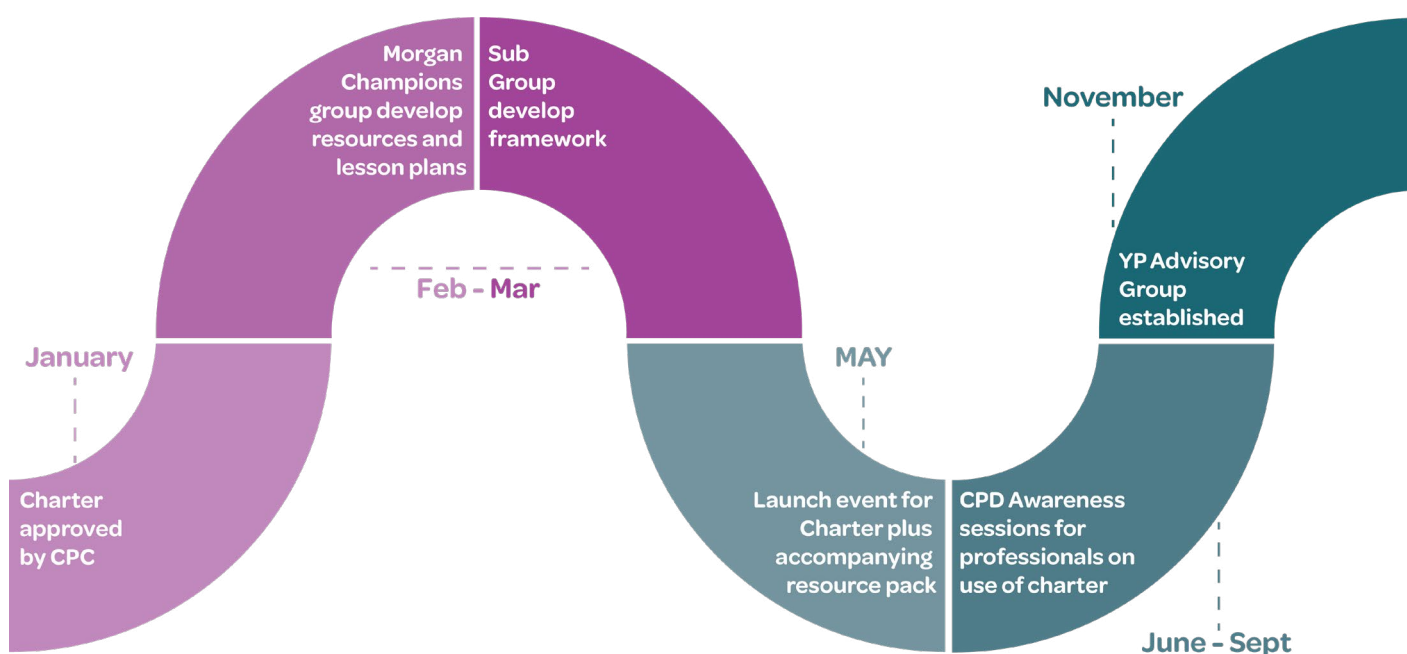 January
Charter
approved
by CPC
Morgan
Champions
group develop
resources and
lesson plans
Sub
Group
develop
framework
Feb - Mar
MAY
Launch event for
Charter plus
accompanying
resource pack
CPD Awareness
sessions for
professionals on
use of charter
June - Sept
November
YP Advisory
Group
established